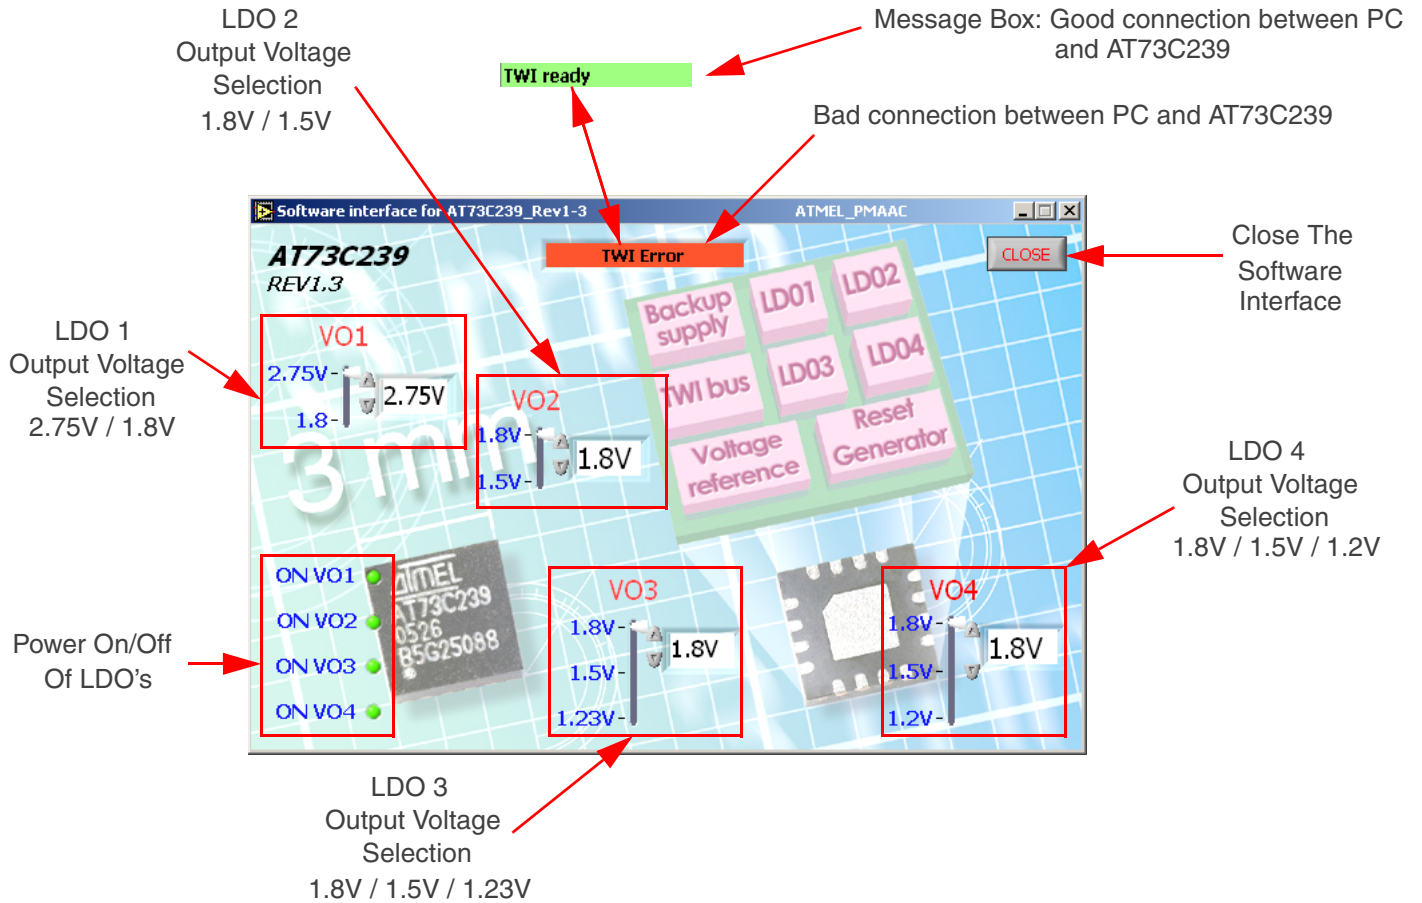 LDO 2
Output Voltage
Selection
1.8V / 1.5V
Message Box: Good connection between PC
and AT73C239
TWI ready
Bad connection between PC and AT73C239
Software interface for AT73C239_Rev1-3
ATMEL_PMAAC
AT73C239
REV1.3
TWI Error
CLOSE
Close The
Software
Interface
LDO 1
Output Voltage
Selection
2.75V / 1.8V
VO1
2.75V
1.8
2.75V
VO2
1.8V
1.5V
1.8V
3 mm
Backup
supply
LD01
LD02
TWI bus
LD03
LD04
Voltage
reference
Reset
Generator
LDO 4
Output Voltage
Selection
1.8V / 1.5V / 1.2V
Power On/Off
Of LDO's
ON VO1
ON VO2
ON VO3
ON VO4
ATMEL
AT73C239
0526
B5G25088
VO3
1.8V
1.5V
1.23V
1.8V
VO4
1.8V
1.5V
1.2V
1.8V
LDO 3
Output Voltage
Selection
1.8V / 1.5V / 1.23V